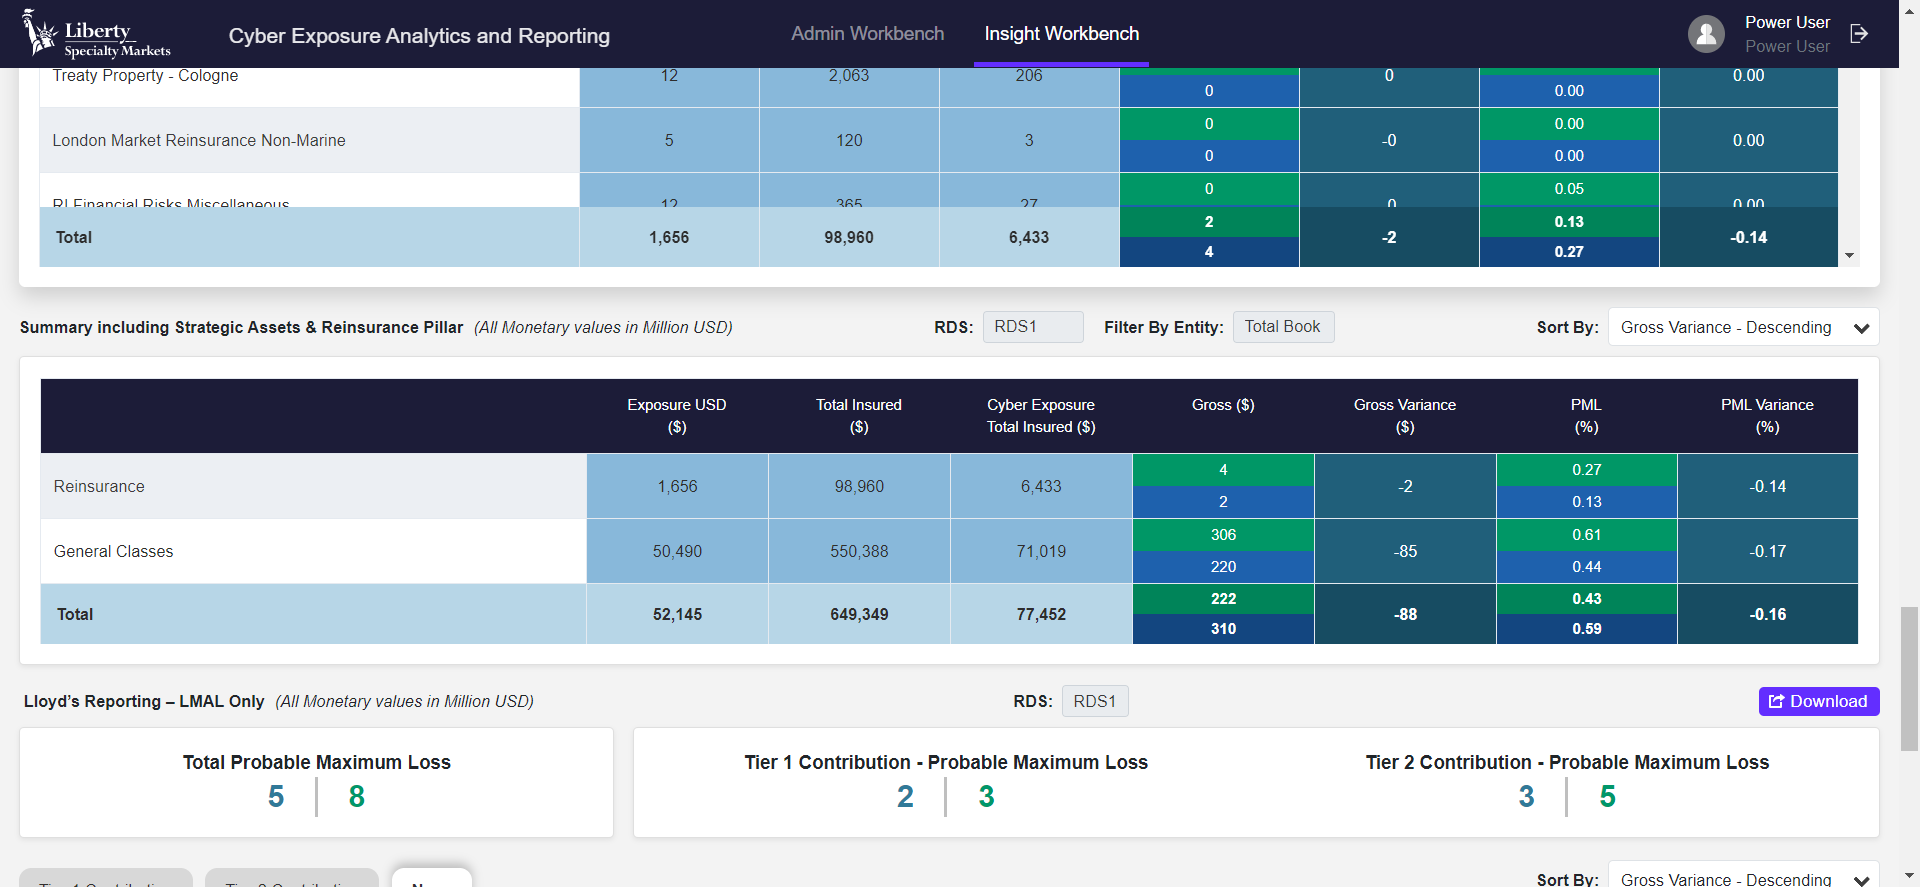 Liberty
Specialty Markets
Cyber Exposure Analytics and Reporting
Admin Workbench
Insight Workbench
Power User
Power User
Treaty Property - Cologne 12 2,063 206 0 0.00
0 0.00
0 0.00
London Market Reinsurance Non-Marine 5 120 3 -0 0.00
0 0.00
0 0.05
RI Financial Risks Miscellaneous 12 365 27 0 0.00
2 0.13
Total 1,656 98,960 6,433 -2 -0.14
4 0.27
Summary including Strategic Assets & Reinsurance Pillar (All Monetary values in Million USD) RDS: RDS1 Filter By Entity: Total Book Sort By: Gross Variance - Descending
Exposure USD Total Insured Cyber Exposure Gross ($) Gross Variance PML PML Variance
($) ($) Total Insured ($) ($) (%) (%)
4 0.27
Reinsurance 1,656 98,960 6,433 -2 -0.14
2 0.13
306 0.61
General Classes 50,490 550,388 71,019 -85 -0.17
220 0.44
222 0.43
Total 52,145 649,349 77,452 -88 -0.16
310 0.59
Lloyd's Reporting – LMAL Only (All Monetary values in Million USD) RDS: RDS1 Download
Total Probable Maximum Loss
5 8
Tier 1 Contribution - Probable Maximum Loss
2 3
Tier 2 Contribution - Probable Maximum Loss
3 5
Sort By: Gross Variance - Descending